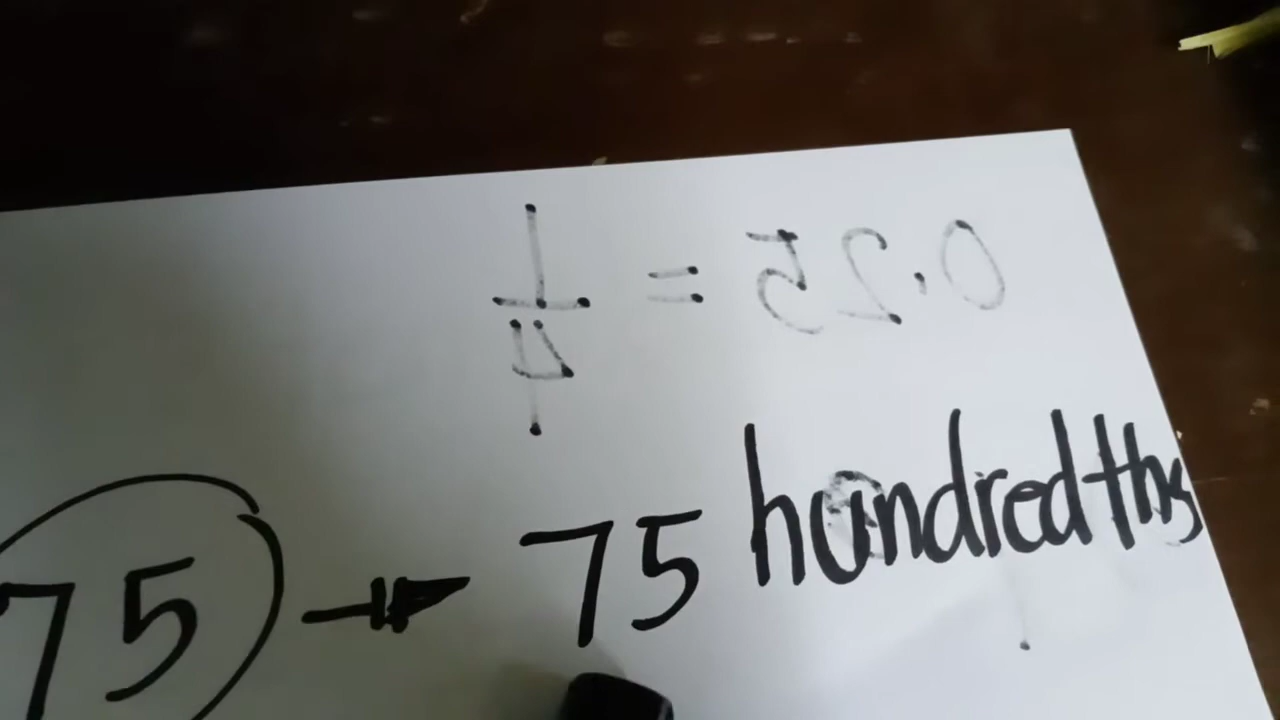 0.25 = 1/4
75 → 75 hundredths